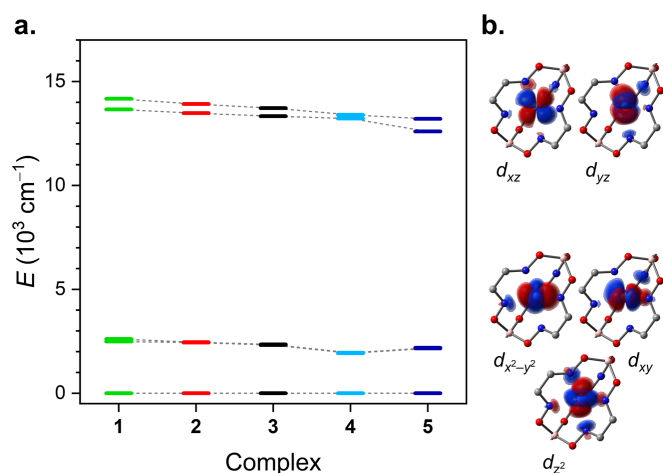 a.
b.
15
10
5
0
E (10³ cm⁻¹)
1 2 3 4 5
Complex
dxz dyz
dx²–y² dxy
dz²